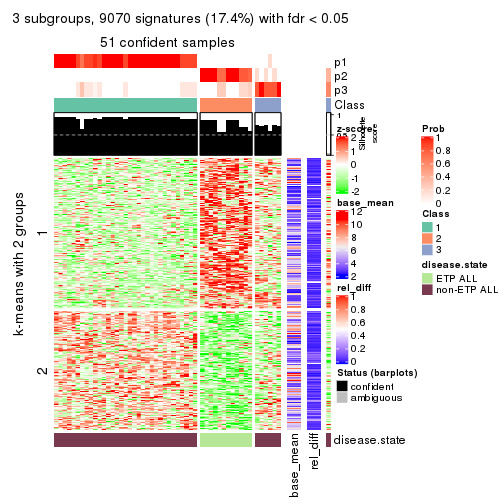 3 subgroups, 9070 signatures (17.4%) with fdr < 0.05
51 confident samples
p1
p2
p3
Class
1
0.5
0
Silhouette
score
k-means with 2 groups
1
2
z-score
2
1
0
-1
-2
base_mean
12
10
8
6
4
2
rel_diff
1
0.8
0.6
0.4
0.2
0
Status (barplots)
confident
ambiguous
Prob
1
0.8
0.6
0.4
0.2
0
Class
1
2
3
disease.state
ETP ALL
non-ETP ALL
disease.state
base_mean
rel_diff